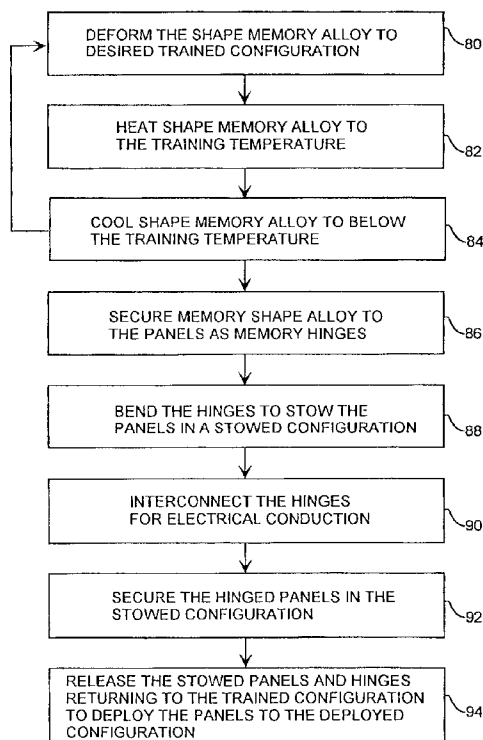 DEFORM THE SHAPE MEMORY ALLOY TO
DESIRED TRAINED CONFIGURATION
80
HEAT SHAPE MEMORY ALLOY TO
THE TRAINING TEMPERATURE
82
COOL SHAPE MEMORY ALLOY TO BELOW
THE TRAINING TEMPERATURE
84
SECURE MEMORY SHAPE ALLOY TO
THE PANELS AS MEMORY HINGES
86
BEND THE HINGES TO STOW THE
PANELS IN A STOWED CONFIGURATION
88
INTERCONNECT THE HINGES
FOR ELECTRICAL CONDUCTION
90
SECURE THE HINGED PANELS IN THE
STOWED CONFIGURATION
92
RELEASE THE STOWED PANELS AND HINGES
RETURNING TO THE TRAINED CONFIGURATION
TO DEPLOY THE PANELS TO THE DEPLOYED
CONFIGURATION
94